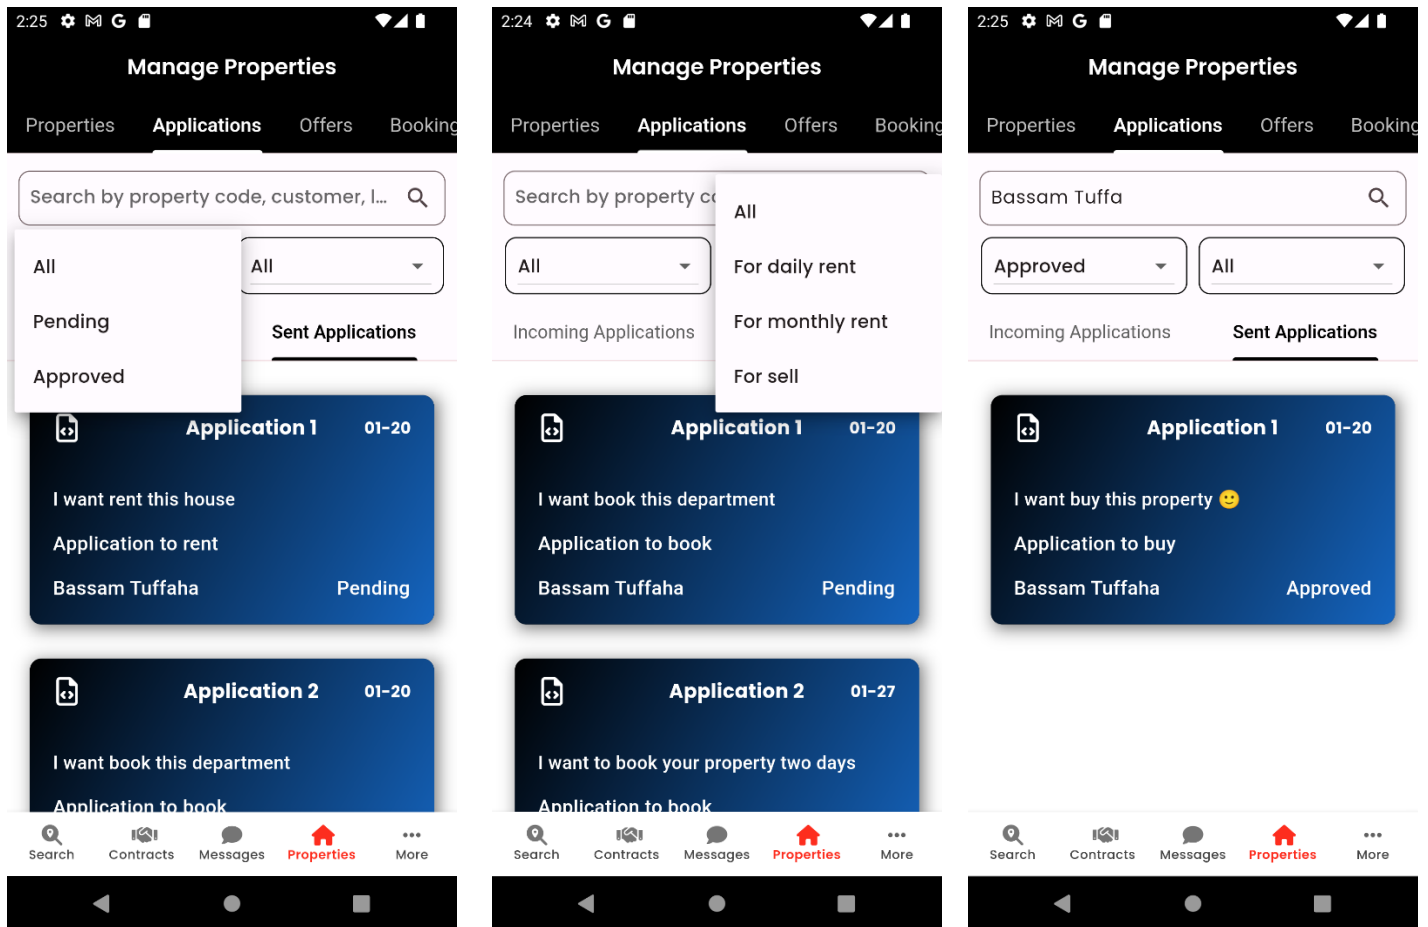 2:25
Manage Properties
Properties Applications Offers Booking
Search by property code, customer, l...
All
All
Pending
Approved
Sent Applications
Application 1 01-20
I want rent this house
Application to rent
Bassam Tuffaha Pending
Application 2 01-20
I want book this department
Application to book
Search Contracts Messages Properties More
2:24
Manage Properties
Properties Applications Offers Booking
Search by property co
All
For daily rent
For monthly rent
For sell
All
Incoming Applications
Application 1 01-20
I want book this department
Application to book
Bassam Tuffaha Pending
Application 2 01-27
I want to book your property two days
Application to book
Search Contracts Messages Properties More
2:25
Manage Properties
Properties Applications Offers Booking
Bassam Tuffa
Approved All
Incoming Applications Sent Applications
Application 1 01-20
I want buy this property 🙂
Application to buy
Bassam Tuffaha Approved
Search Contracts Messages Properties More